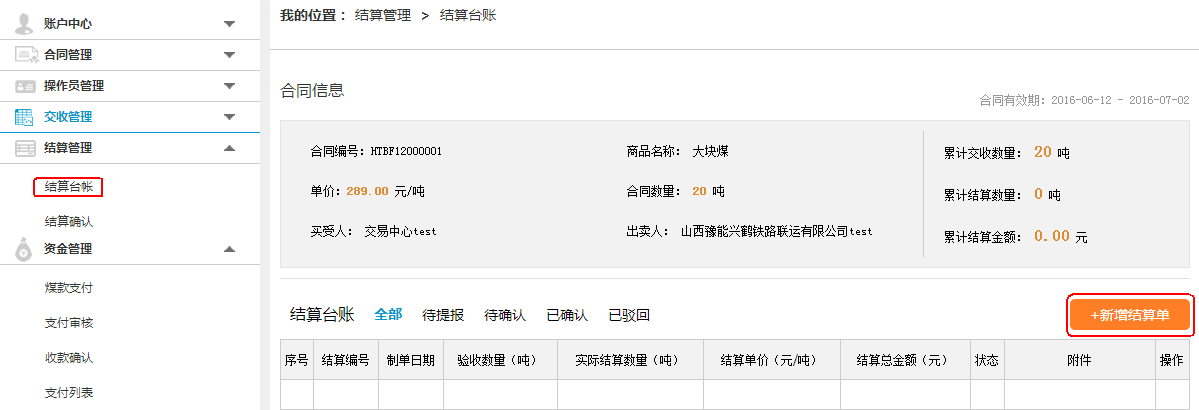 账户中心
合同管理
操作员管理
交收管理
结算管理
结算台帐
结算确认
资金管理
煤款支付
支付审核
收款确认
支付列表
我的位置： 结算管理 > 结算台账
合同信息
合同有效期: 2016-06-12 - 2016-07-02
合同编号: HTBF12000001 商品名称: 大块煤 累计交收数量: 20 吨
单价: 289.00 元/吨 合同数量: 20 吨 累计结算数量: 0 吨
买受人: 交易中心test 出卖人: 山西豫能兴鹤铁路联运有限公司test 累计结算金额: 0.00 元
结算台账 全部 待提报 待确认 已确认 已驳回 +新增结算单
序号 结算编号 制单日期 验收数量（吨） 实际结算数量（吨） 结算单价（元/吨） 结算总金额（元） 状态 附件 操作